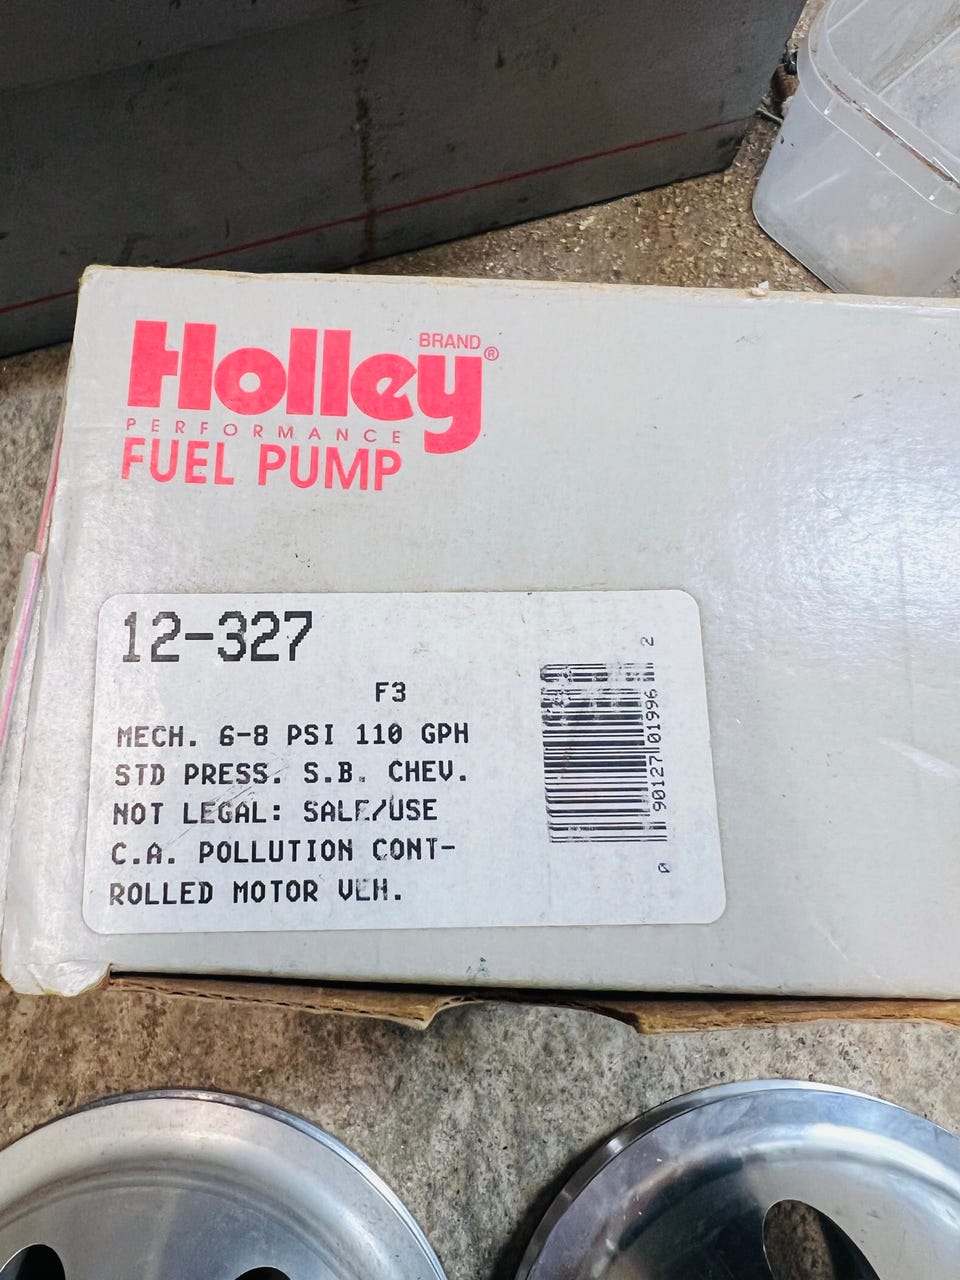 Holley BRAND®
PERFORMANCE
FUEL PUMP
12-327
F3
MECH. 6-8 PSI 110 GPH
STD PRESS. S.B. CHEV.
NOT LEGAL: SALE/USE
C.A. POLLUTION CONT-
ROLLED MOTOR VEH.
0 90127 01996 2